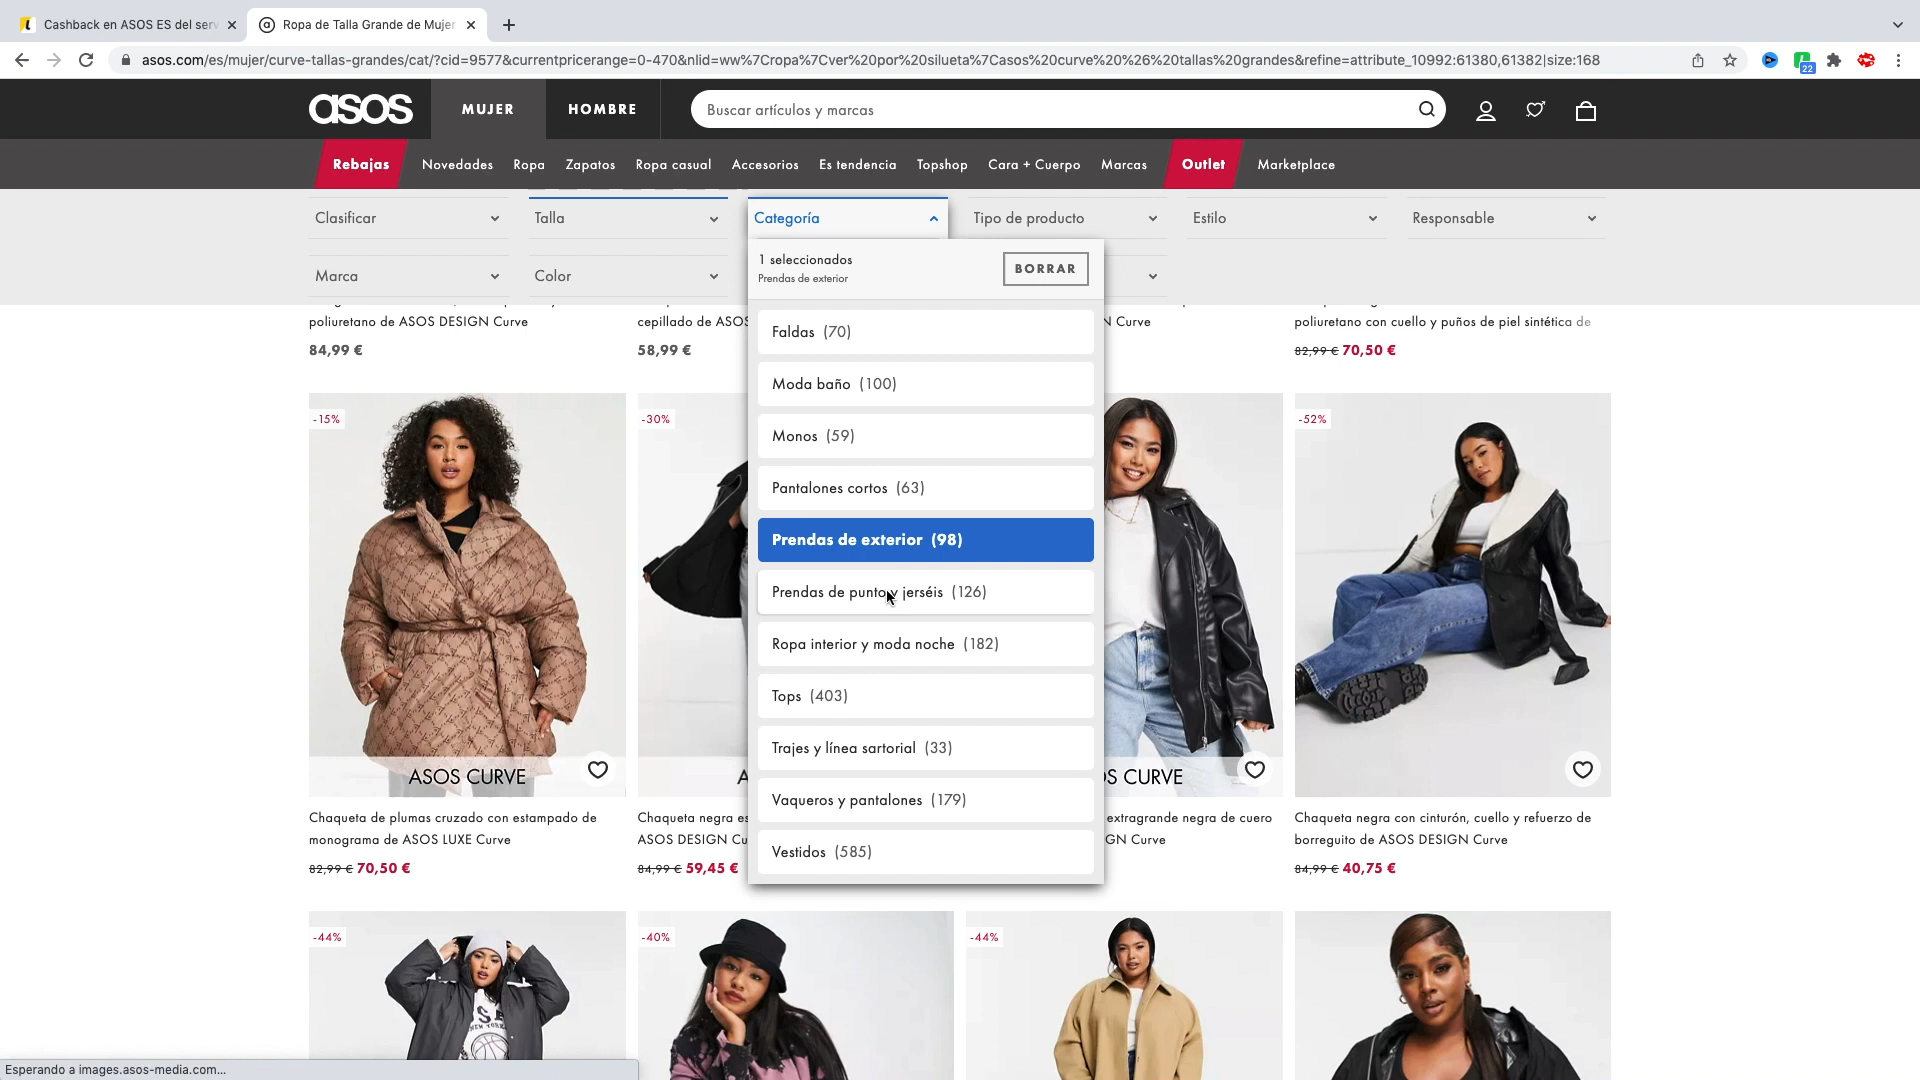 Cashback en ASOS ES del serv
Ropa de Talla Grande de Mujer
asos.com/es/mujer/curve-tallas-grandes/cat/?cid=9577&currentpricerange=0-470&nlid=ww%7Cropa%7Cver%20por%20silueta%7Casos%20curve%20%26%20tallas%20grandes&refine=attribute_10992:61380,61382|size:168
22
asos
MUJER
HOMBRE
Buscar artículos y marcas
Rebajas
Novedades
Ropa
Zapatos
Ropa casual
Accesorios
Es tendencia
Topshop
Cara + Cuerpo
Marcas
Outlet
Marketplace
Clasificar
Talla
Categoría
Tipo de producto
Estilo
Responsable
Marca
Color
1 seleccionados
Prendas de exterior
BORRAR
Faldas (70)
Moda baño (100)
Monos (59)
Pantalones cortos (63)
Prendas de exterior (98)
Prendas de punto y jerséis (126)
Ropa interior y moda noche (182)
Tops (403)
Trajes y línea sartorial (33)
Vaqueros y pantalones (179)
Vestidos (585)
poliuretano de ASOS DESIGN Curve
84,99 €
cepillado de ASOS
58,99 €
N Curve
poliuretano con cuello y puños de piel sintética de
82,99 € 70,50 €
-15%
ASOS CURVE
Chaqueta de plumas cruzado con estampado de
monograma de ASOS LUXE Curve
82,99 € 70,50 €
-30%
A
Chaqueta negra es
ASOS DESIGN Cu
84,99 € 59,45 €
OS CURVE
extragrande negra de cuero
GN Curve
-52%
Chaqueta negra con cinturón, cuello y refuerzo de
borreguito de ASOS DESIGN Curve
84,99 € 40,75 €
-44%
-40%
-44%
Esperando a images.asos-media.com...